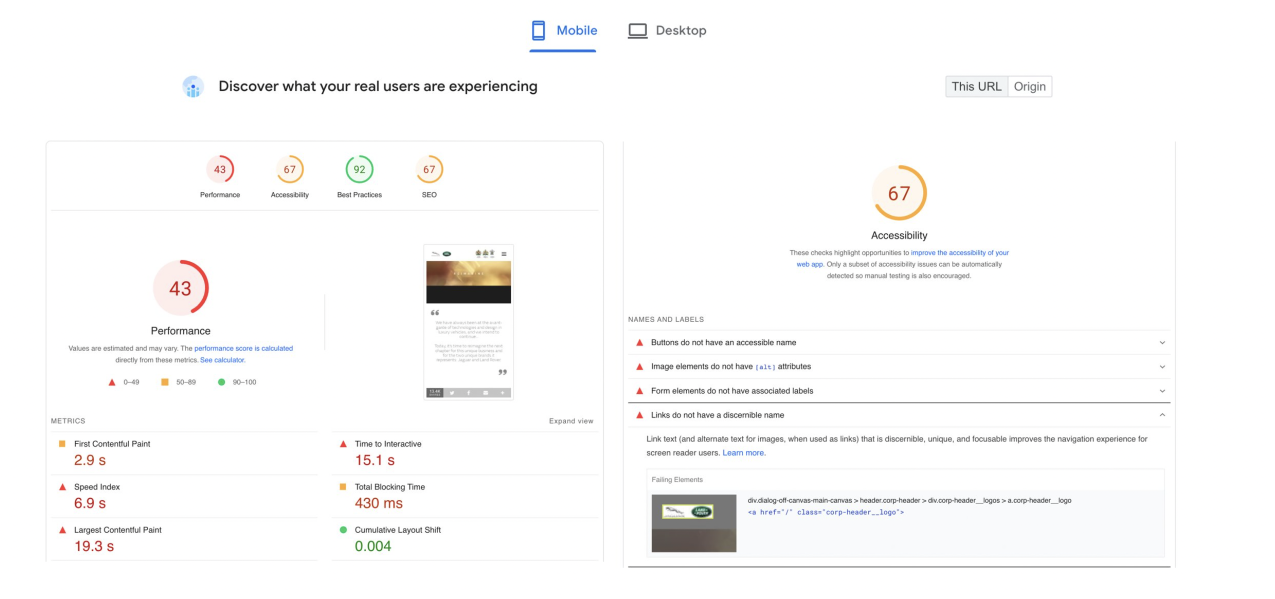 Mobile
Desktop
Discover what your real users are experiencing
This URL
Origin
43
67
92
67
Performance
Accessibility
Best Practices
SEO
43
Performance
Values are estimated and may vary. The performance score is calculated
directly from these metrics. See calculator.
0–49
50–89
90–100
METRICS
Expand view
First Contentful Paint
2.9 s
Time to Interactive
15.1 s
Speed Index
6.9 s
Total Blocking Time
430 ms
Largest Contentful Paint
19.3 s
Cumulative Layout Shift
0.004
67
Accessibility
These checks highlight opportunities to improve the accessibility of your
web app. Only a subset of accessibility issues can be automatically
detected so manual testing is also encouraged.
NAMES AND LABELS
Buttons do not have an accessible name
Image elements do not have [alt] attributes
Form elements do not have associated labels
Links do not have a discernible name
Link text (and alternate text for images, when used as links) that is discernible, unique, and focusable improves the navigation experience for
screen reader users. Learn more.
Failing Elements
div.dialog-off-canvas-main-canvas > header.corp-header > div.corp-header__logos > a.corp-header__logo
<a href="/" class="corp-header__logo">